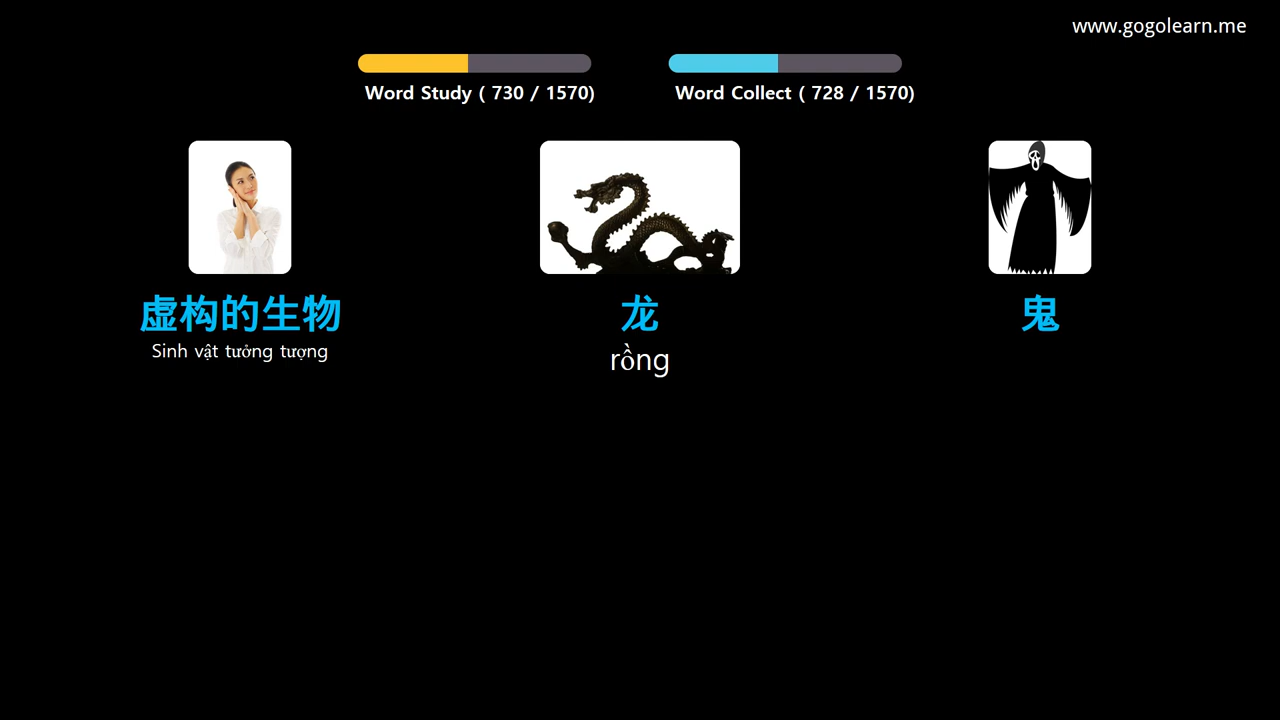 www.gogolearn.me
Word Study ( 730 / 1570)
Word Collect ( 728 / 1570)
虚构的生物
Sinh vật tưởng tượng
龙
rồng
鬼